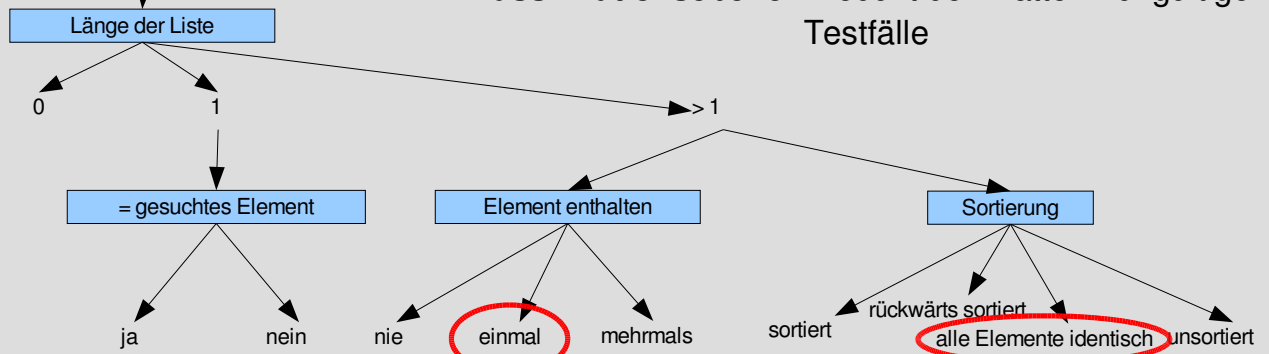 Länge der Liste
Testfälle
0 1 > 1
= gesuchtes Element Element enthalten Sortierung
ja nein nie einmal mehrmals sortiert rückwärts sortiert alle Elemente identisch unsortiert